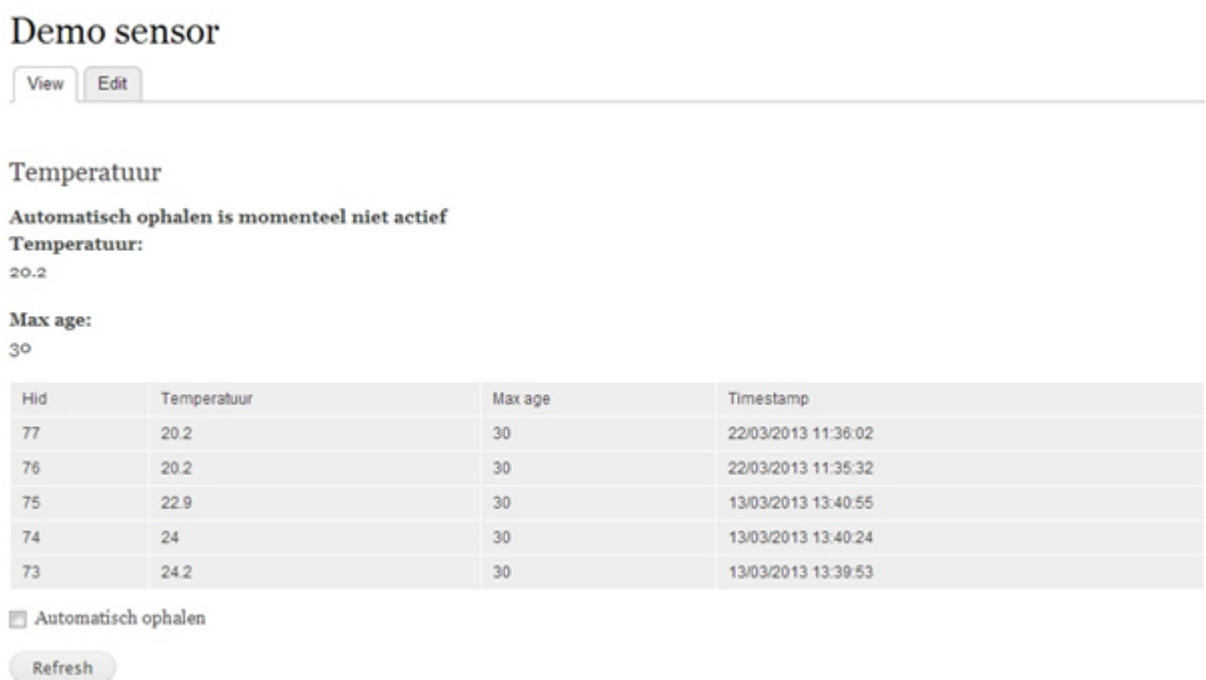 Demo sensor
View Edit
Temperatuur
Automatisch ophalen is momenteel niet actief
Temperatuur:
20.2
Max age:
30
Hid Temperatuur Max age Timestamp
77 20.2 30 22/03/2013 11:36:02
76 20.2 30 22/03/2013 11:35:32
75 22.9 30 13/03/2013 13:40:55
74 24 30 13/03/2013 13:40:24
73 24.2 30 13/03/2013 13:39:53
Automatisch ophalen
Refresh